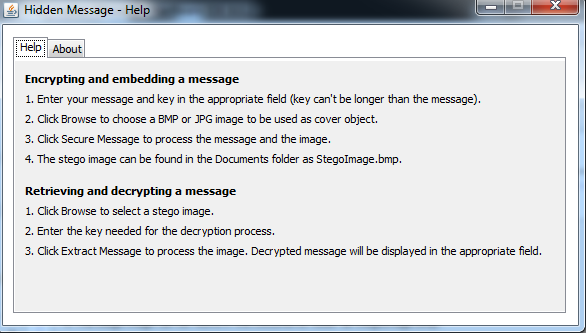 Hidden Message - Help
Help About
Encrypting and embedding a message
1. Enter your message and key in the appropriate field (key can't be longer than the message).
2. Click Browse to choose a BMP or JPG image to be used as cover object.
3. Click Secure Message to process the message and the image.
4. The stego image can be found in the Documents folder as StegoImage.bmp.
Retrieving and decrypting a message
1. Click Browse to select a stego image.
2. Enter the key needed for the decryption process.
3. Click Extract Message to process the image. Decrypted message will be displayed in the appropriate field.